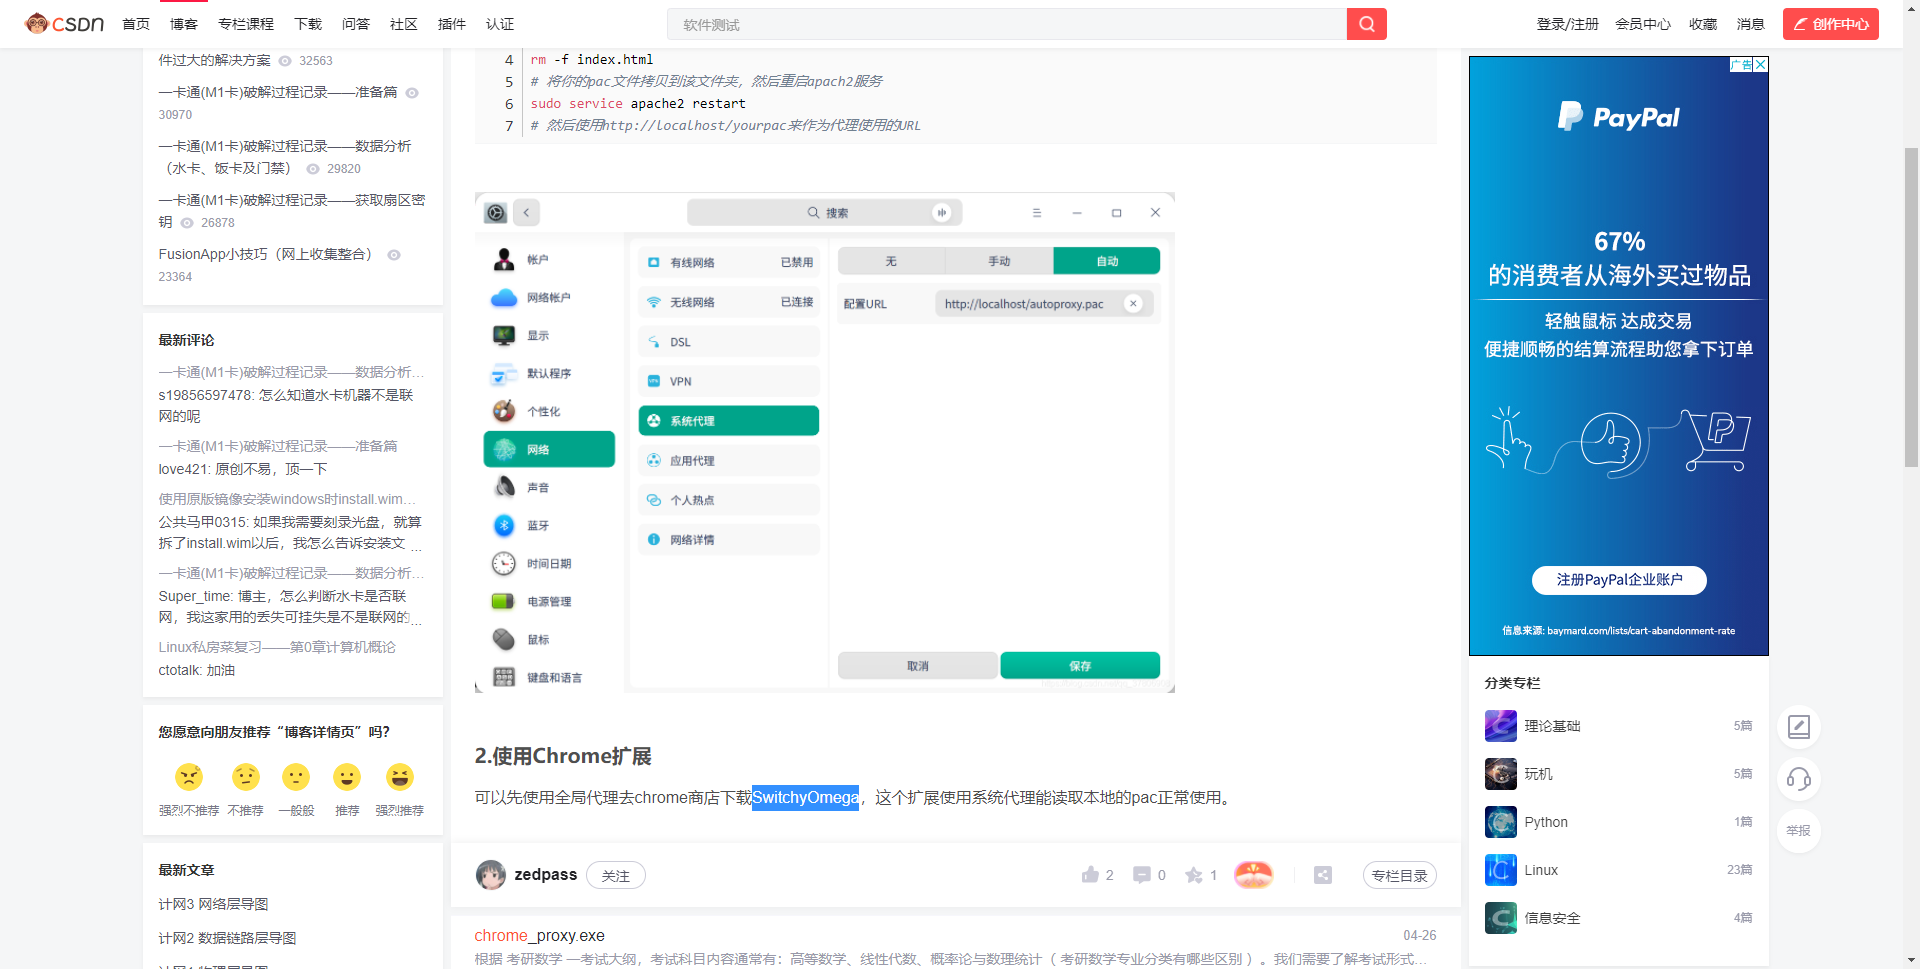 CSDN 首页 博客 专栏课程 下载 问答 社区 插件 认证 软件测试 登录/注册 会员中心 收藏 消息 创作中心
件过大的解决方案 32563
一卡通(M1卡)破解过程记录——准备篇
30970
一卡通(M1卡)破解过程记录——数据分析
（水卡、饭卡及门禁） 29820
一卡通(M1卡)破解过程记录——获取扇区密
钥 26878
FusionApp小技巧（网上收集整合）
23364
最新评论
一卡通(M1卡)破解过程记录——数据分析...
s19856597478: 怎么知道水卡机器不是联
网的呢
一卡通(M1卡)破解过程记录——准备篇
love421: 原创不易，顶一下
使用原版镜像安装windows时install.wim...
公共马甲0315: 如果我需要刻录光盘，就算
拆了install.wim以后，我怎么告诉安装文 ...
一卡通(M1卡)破解过程记录——数据分析...
Super_time: 博主，怎么判断水卡是否联
网，我这家用的丢失可挂失是不是联网的...
Linux私房菜复习——第0章计算机概论
ctotalk: 加油
您愿意向朋友推荐“博客详情页”吗？
强烈不推荐 不推荐 一般般 推荐 强烈推荐
最新文章
计网3 网络层导图
计网2 数据链路层导图
4 rm -f index.html
5 # 将你的pac文件拷贝到该文件夹，然后重启apach2服务
6 sudo service apache2 restart
7 # 然后使用http://localhost/yourpac来作为代理使用的URL
搜索
帐户
网络帐户
显示
默认程序
个性化
网络
声音
蓝牙
时间日期
电源管理
鼠标
键盘和语言
有线网络 已禁用
无线网络 已连接
DSL
VPN
系统代理
应用代理
个人热点
网络详情
无 手动 自动
配置URL http://localhost/autoproxy.pac
取消 保存
2.使用Chrome扩展
可以先使用全局代理去chrome商店下载SwitchyOmega，这个扩展使用系统代理能读取本地的pac正常使用。
zedpass 关注 2 0 1 专栏目录
chrome_proxy.exe 04-26
根据 考研数学 一考试大纲，考试科目内容通常有：高等数学、线性代数、概率论与数理统计（ 考研数学专业分类有哪些区别 ）。我们需要了解考试形式...
广告
PayPal
67%
的消费者从海外买过物品
轻触鼠标 达成交易
便捷顺畅的结算流程助您拿下订单
注册PayPal企业账户
信息来源: baymard.com/lists/cart-abandonment-rate
分类专栏
理论基础 5篇
玩机 5篇
Python 1篇
Linux 23篇
信息安全 4篇
举报